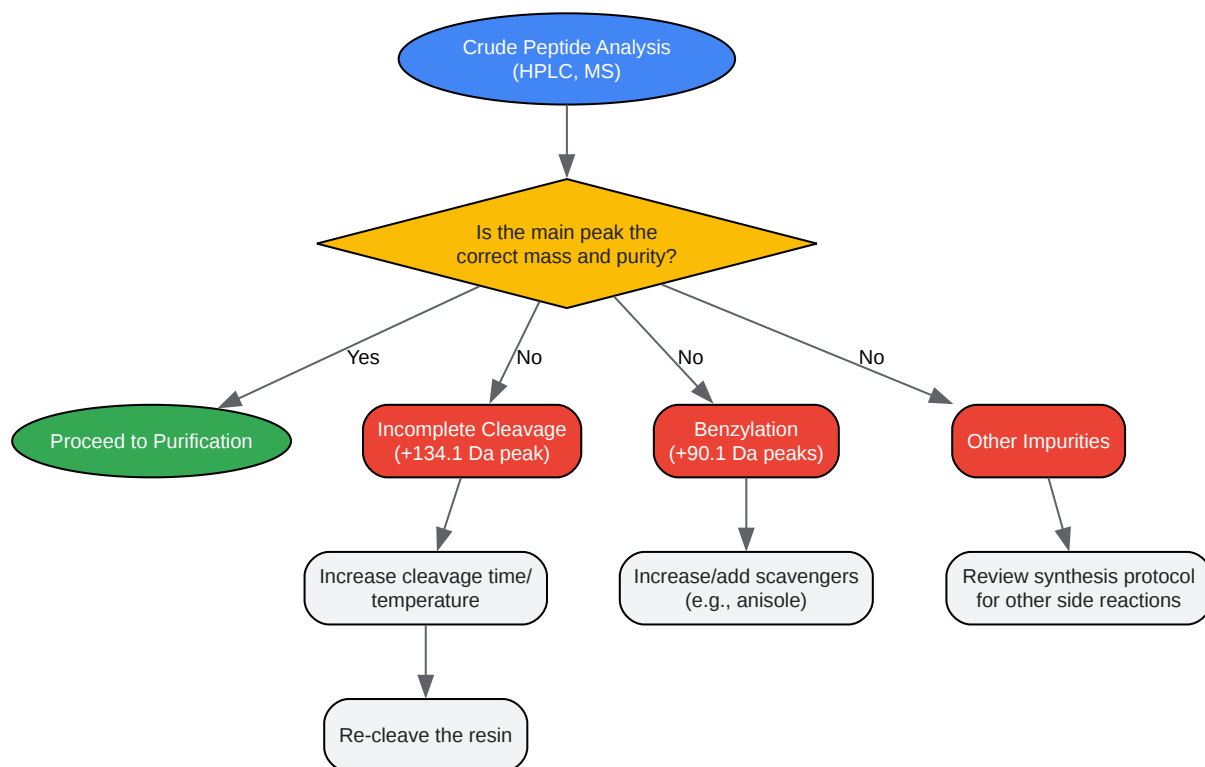 Crude Peptide Analysis
(HPLC, MS)
Is the main peak the
correct mass and purity?
Yes
No
No
No
Proceed to Purification
Incomplete Cleavage
(+134.1 Da peak)
Benzylation
(+90.1 Da peaks)
Other Impurities
Increase cleavage time/
temperature
Increase/add scavengers
(e.g., anisole)
Review synthesis protocol
for other side reactions
Re-cleave the resin